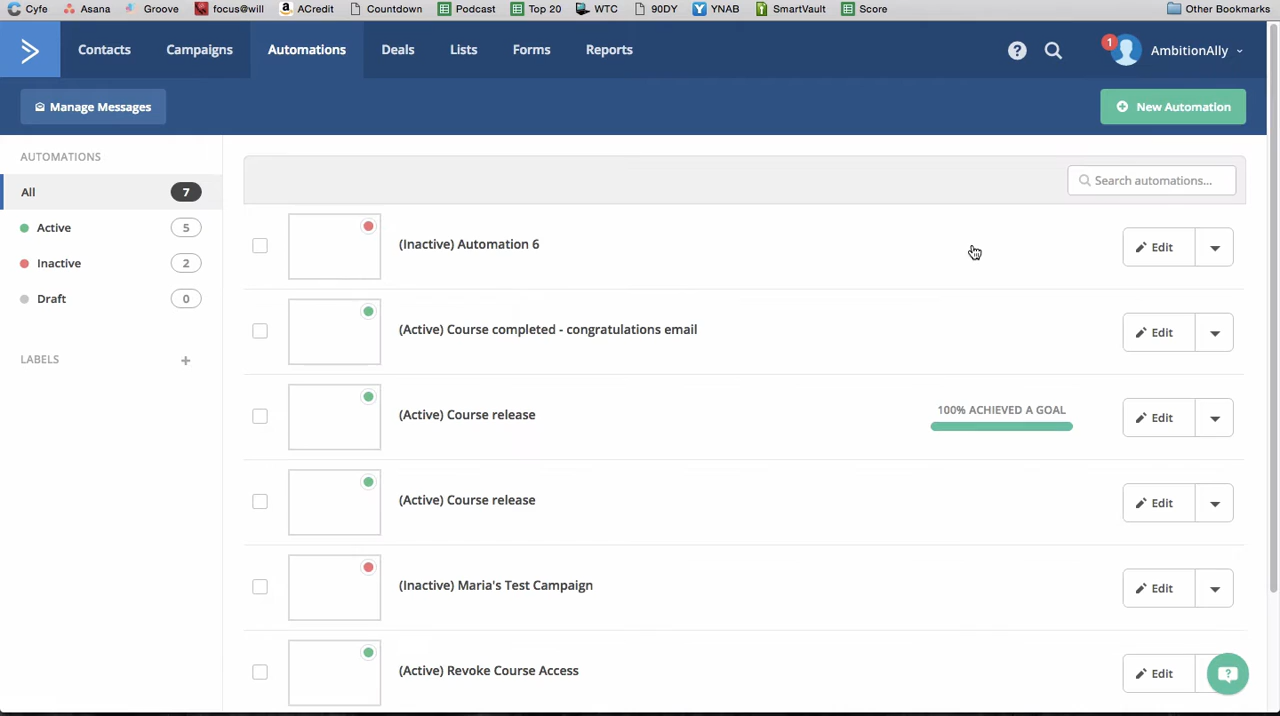 Cyfe Asana Groove focus@will ACredit Countdown Podcast Top 20 WTC 90DY YNAB SmartVault Score Other Bookmarks
Contacts Campaigns Automations Deals Lists Forms Reports ? 1 AmbitionAlly
Manage Messages New Automation
AUTOMATIONS
All 7
Active 5
Inactive 2
Draft 0
LABELS +
Search automations...
(Inactive) Automation 6 Edit
(Active) Course completed - congratulations email Edit
(Active) Course release 100% ACHIEVED A GOAL Edit
(Active) Course release Edit
(Inactive) Maria's Test Campaign Edit
(Active) Revoke Course Access Edit